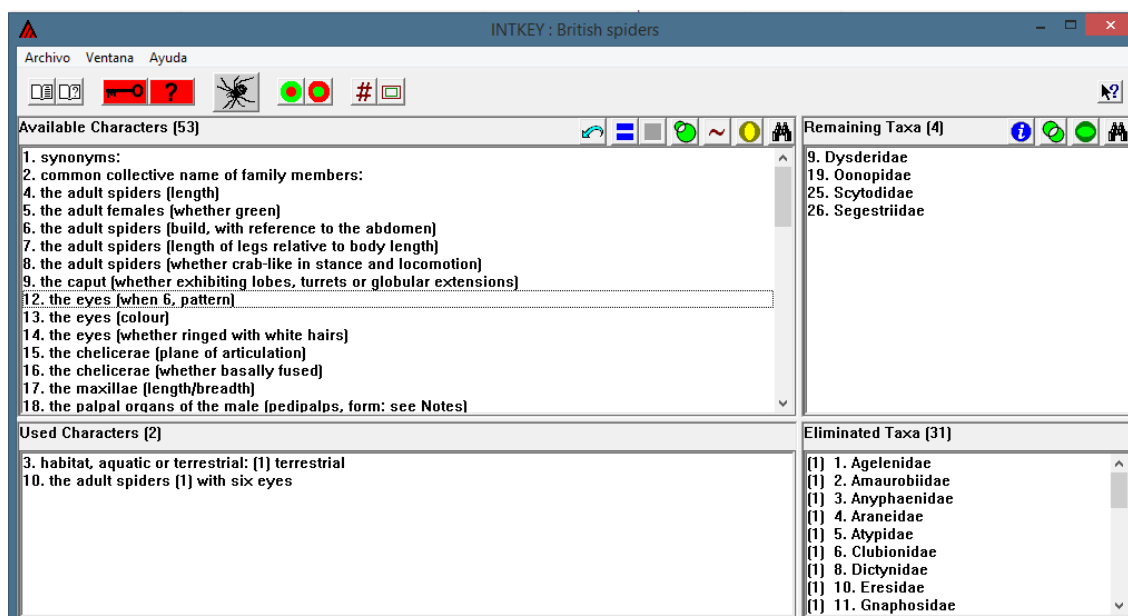 INTKEY : British spiders
Archivo Ventana Ayuda
Available Characters (53)
1. synonyms:
2. common collective name of family members:
4. the adult spiders (length)
5. the adult females (whether green)
6. the adult spiders (build, with reference to the abdomen)
7. the adult spiders (length of legs relative to body length)
8. the adult spiders (whether crab-like in stance and locomotion)
9. the caput (whether exhibiting lobes, turrets or globular extensions)
12. the eyes (when 6, pattern)
13. the eyes (colour)
14. the eyes (whether ringed with white hairs)
15. the chelicerae (plane of articulation)
16. the chelicerae (whether basally fused)
17. the maxillae (length/breadth)
18. the palpal organs of the male (pedipalps, form: see Notes)
Remaining Taxa (4)
9. Dysderidae
19. Oonopidae
25. Scytodidae
26. Segestriidae
Used Characters (2)
3. habitat, aquatic or terrestrial: (1) terrestrial
10. the adult spiders (1) with six eyes
Eliminated Taxa (31)
(1) 1. Agelenidae
(1) 2. Amaurobiidae
(1) 3. Anyphaenidae
(1) 4. Araneidae
(1) 5. Atypidae
(1) 6. Clubionidae
(1) 8. Dictynidae
(1) 10. Eresidae
(1) 11. Gnaphosidae